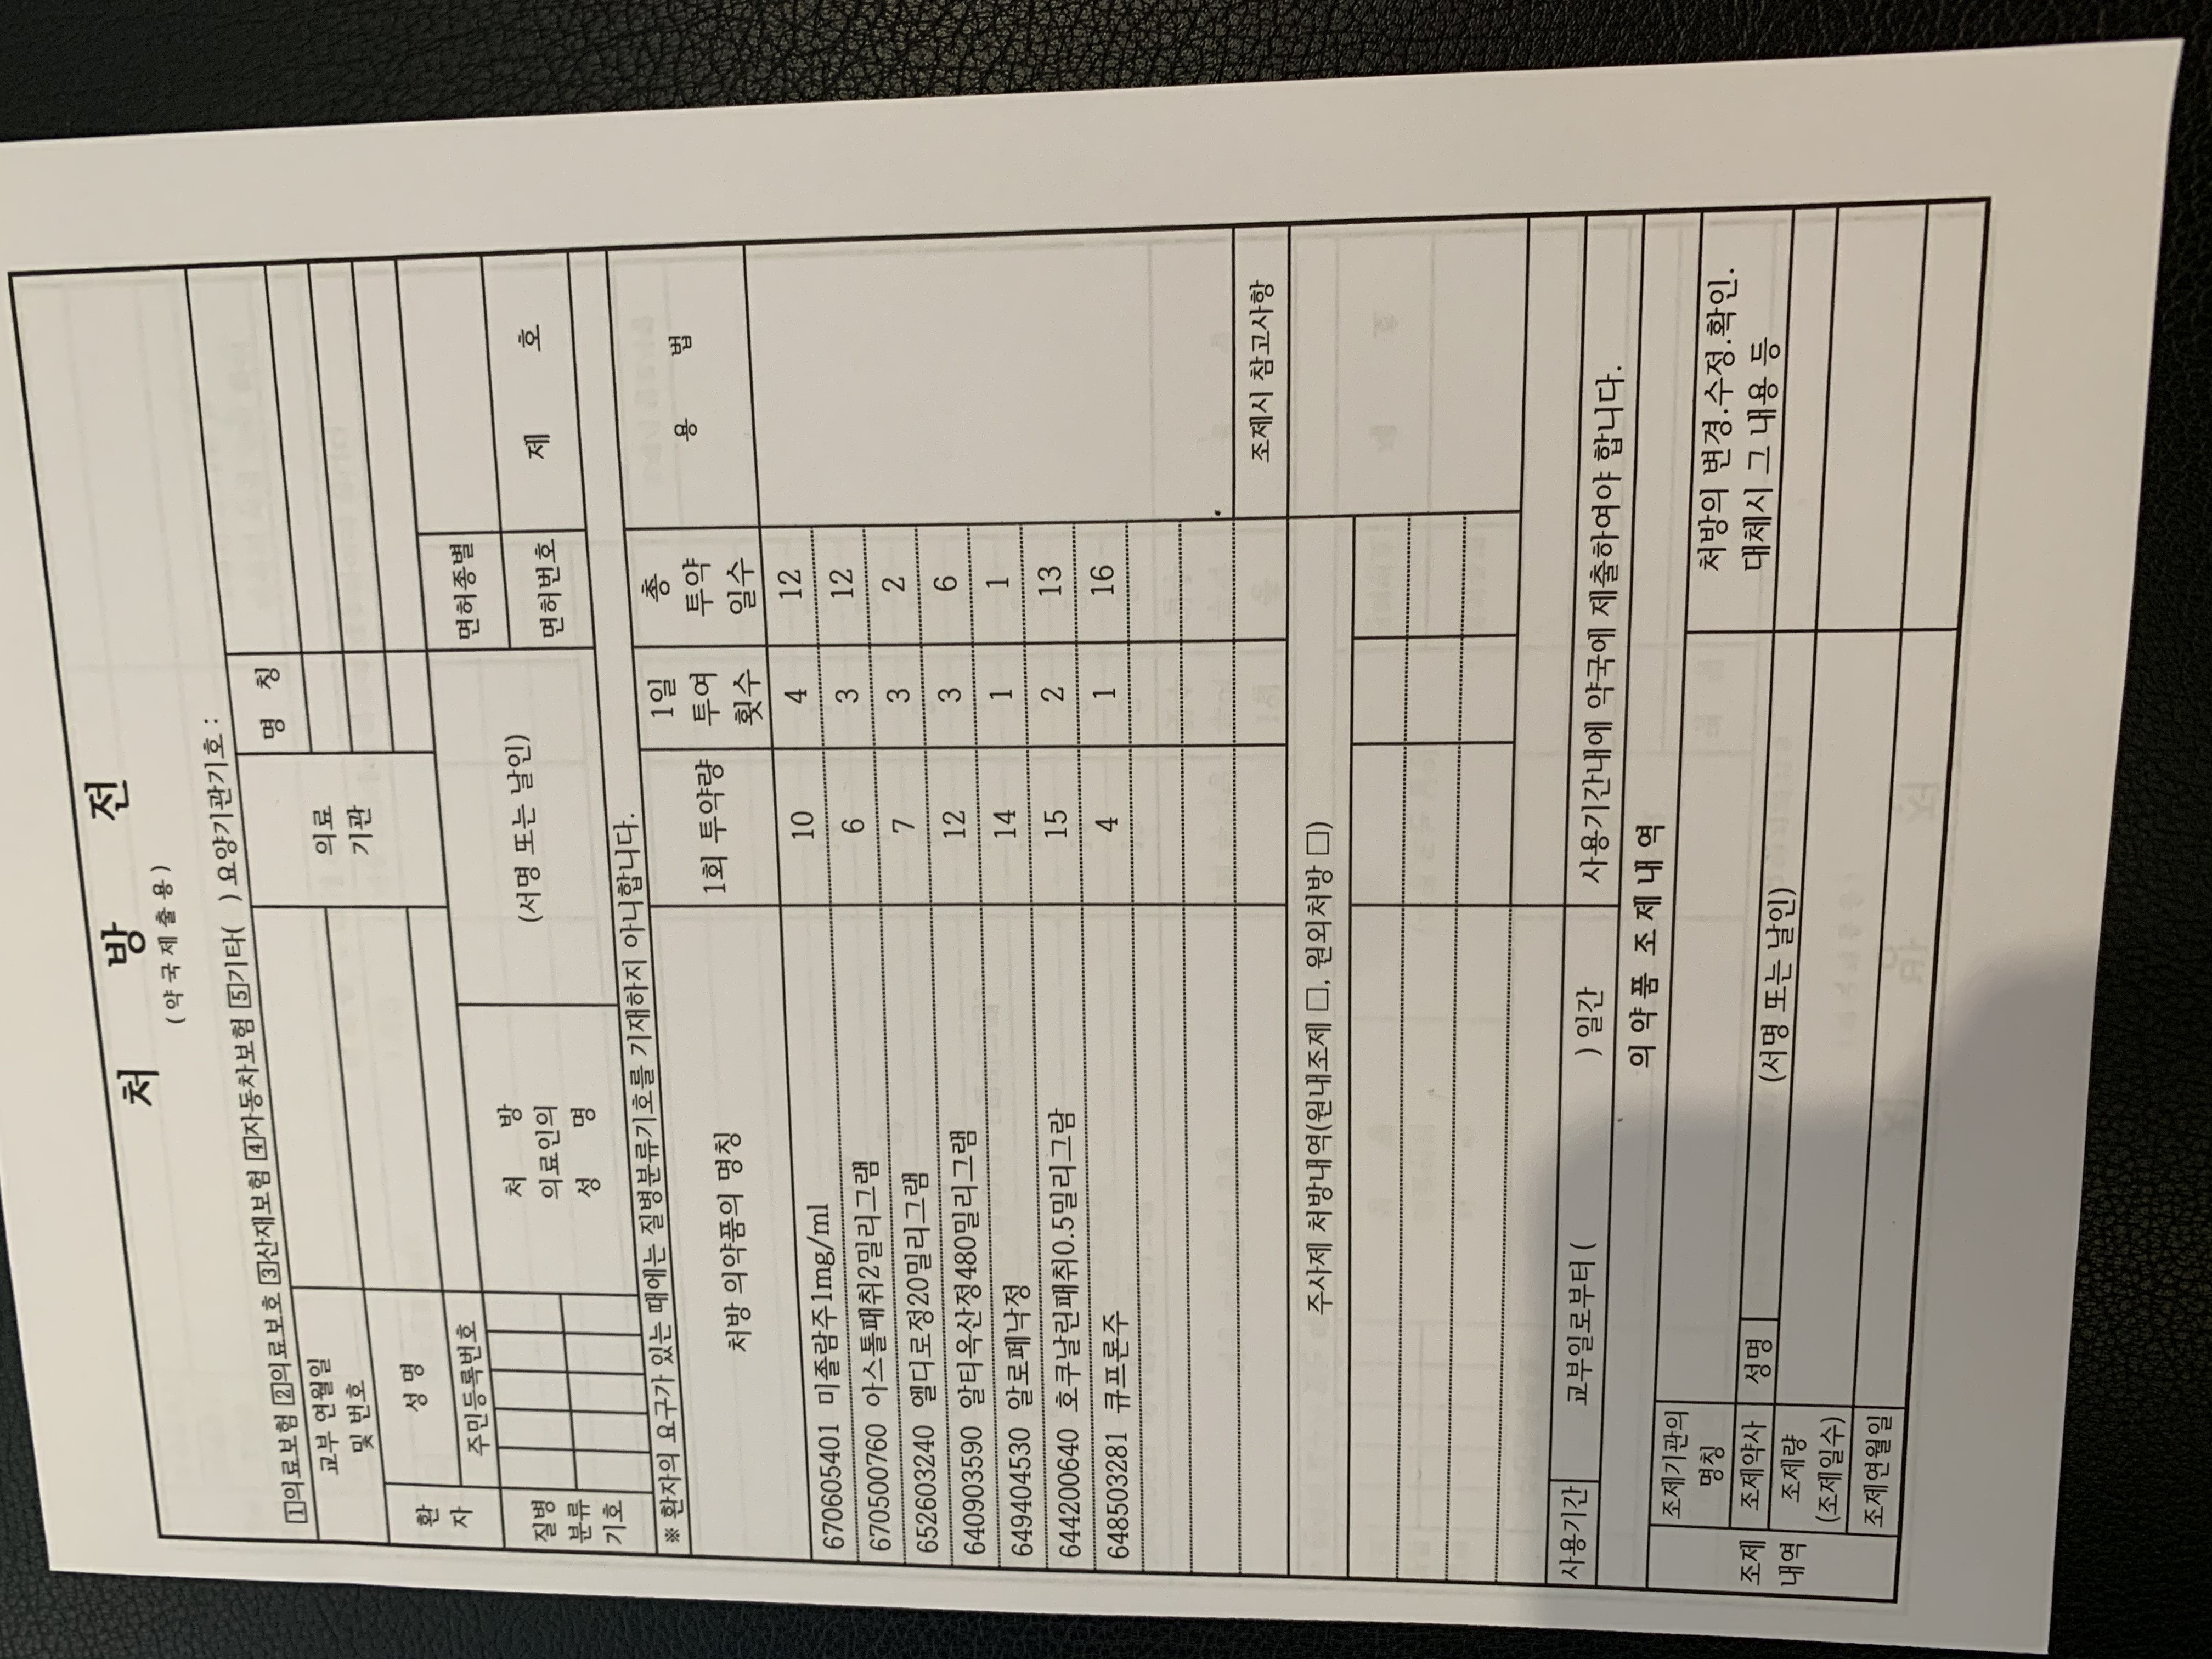 처 방 전
(약국제출용)
1의료보험 2의료보호 3산재보험 4자동차보험 5기타( ) 요양기관기호 :
교부 연월일
및 번호
의료
기관
명 칭
환
자
성 명
주민등록번호
질병
분류
기호
처 방
의료인의
성 명
(서명 또는 날인)
면허종별
면허번호
제 호
※ 환자의 요구가 있는 때에는 질병분류기호를 기재하지 아니합니다.
처방 의약품의 명칭
1회 투약량
1일
투여
횟수
총
투약
일수
용 법
670605401 미졸람주1mg/ml 10 4 12
670500760 아스톨패취2밀리그램 6 3 12
652603240 엘디로정20밀리그램 7 3 2
640903590 알티옥산정480밀리그램 12 3 6
649404530 알로페낙정 14 1 1
644200640 호쿠날린패취0.5밀리그람 15 2 13
648503281 큐프론주 4 1 16
조제시 참고사항
주사제 처방내역(원내조제 □, 원외처방 □)
사용기간
교부일로부터 ( ) 일간
사용기간내에 약국에 제출하여야 합니다.
의 약 품 조 제 내 역
조제
내역
조제기관의
명칭
처방의 변경.수정.확인.
대체시 그 내용 등
조제약사
성명
(서명 또는 날인)
조제량
(조제일수)
조제연월일